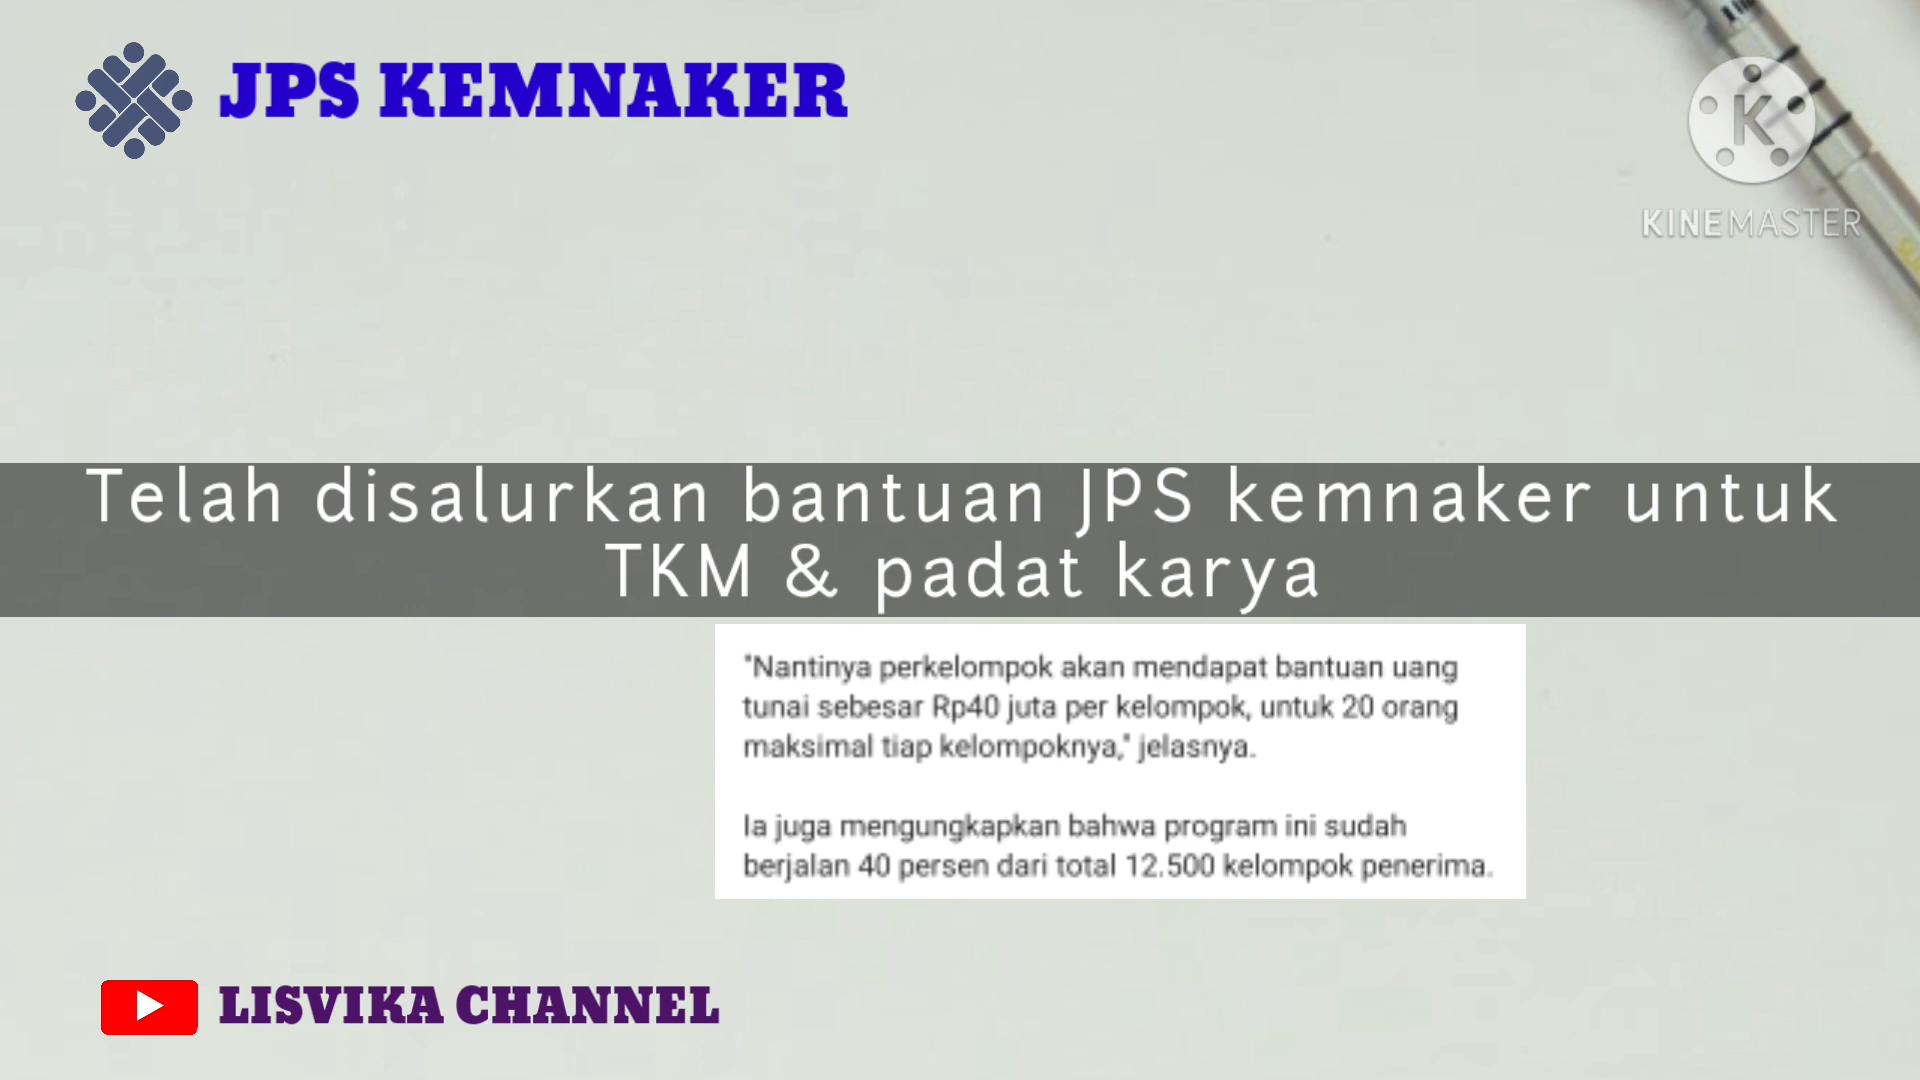 JPS KEMNAKER
K
KINEMASTER
Telah disalurkan bantuan JPS kemnaker untuk
TKM & padat karya
"Nantinya perkelompok akan mendapat bantuan uang
tunai sebesar Rp40 juta per kelompok, untuk 20 orang
maksimal tiap kelompoknya," jelasnya.
Ia juga mengungkapkan bahwa program ini sudah
berjalan 40 persen dari total 12.500 kelompok penerima.
LISVIKA CHANNEL